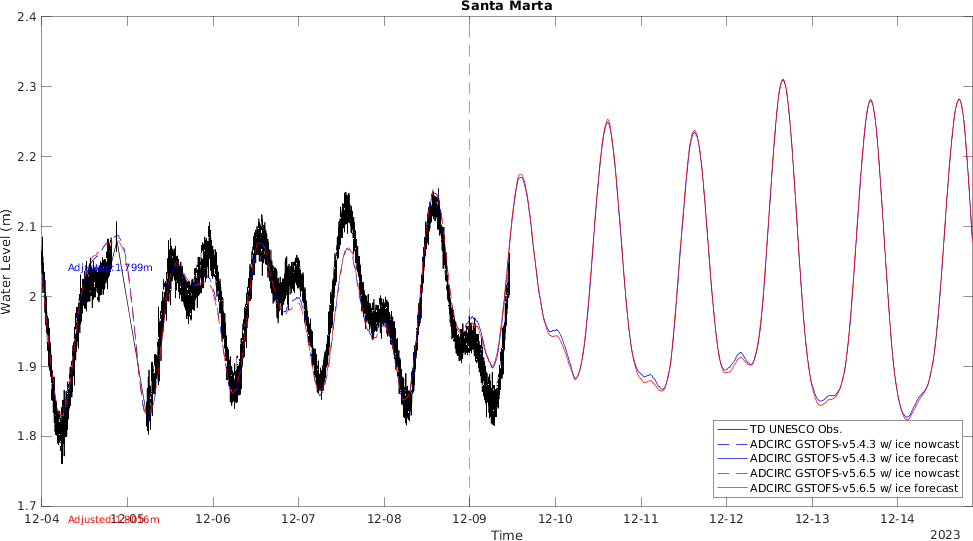 Santa Marta
2.4
2.3
2.2
2.1
2
1.9
1.8
1.7
Water Level (m)
Adjusted:1.799m
TD UNESCO Obs.
ADCIRC GSTOFS-v5.4.3 w/ ice nowcast
ADCIRC GSTOFS-v5.4.3 w/ ice forecast
ADCIRC GSTOFS-v5.6.5 w/ ice nowcast
ADCIRC GSTOFS-v5.6.5 w/ ice forecast
12-04 12-05 12-06 12-07 12-08 12-09 12-10 12-11 12-12 12-13 12-14
Adjusted:1.8016m
Time
2023